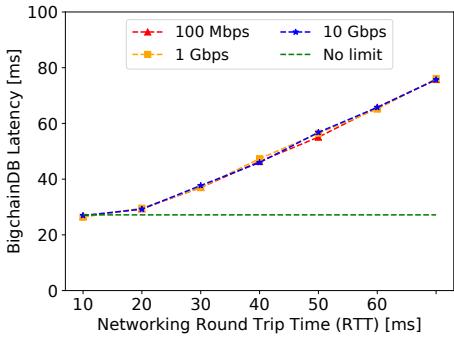 100 Mbps
1 Gbps
10 Gbps
No limit
BigchainDB Latency [ms]
100
80
60
40
20
0
10
20
30
40
50
60
Networking Round Trip Time (RTT) [ms]